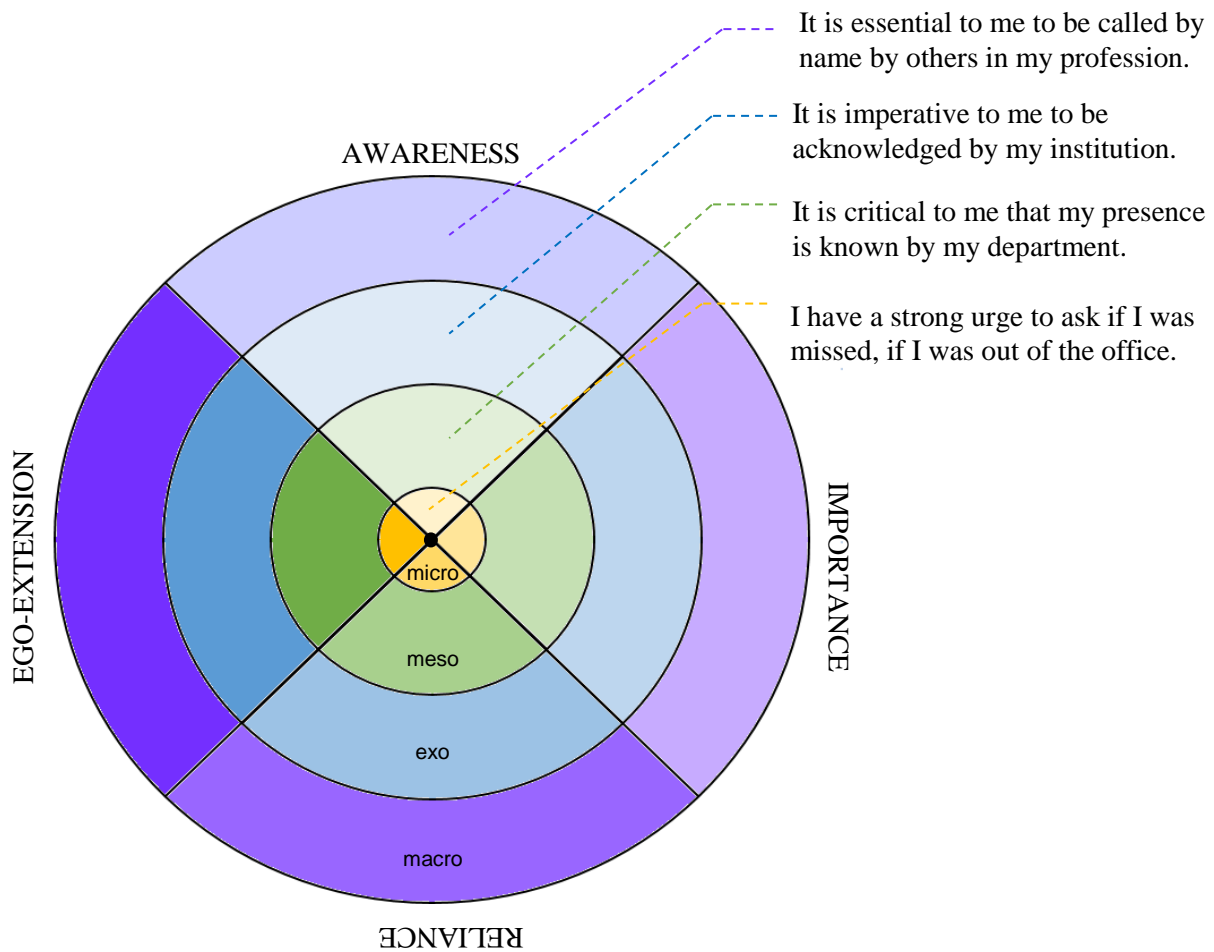 It is essential to me to be called by
name by others in my profession.
It is imperative to me to be
acknowledged by my institution.
AWARENESS
It is critical to me that my presence
is known by my department.
I have a strong urge to ask if I was
missed, if I was out of the office.
EGO-EXTENSION
IMPORTANCE
micro
meso
exo
macro
RELIANCE